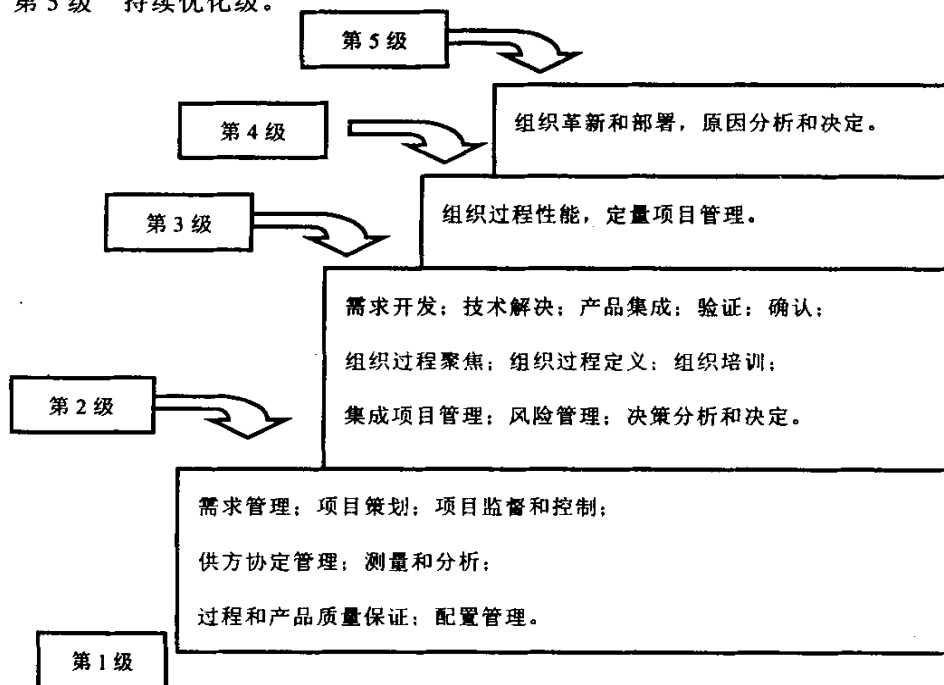 第 5 级 持续优化级。
第 5 级
组织革新和部署，原因分析和决定。
第 4 级
组织过程性能，定量项目管理。
第 3 级
需求开发；技术解决；产品集成；验证；确认；
组织过程聚焦；组织过程定义；组织培训；
集成项目管理；风险管理；决策分析和决定。
第 2 级
需求管理；项目策划；项目监督和控制；
供方协定管理；测量和分析；
过程和产品质量保证；配置管理。
第 1 级